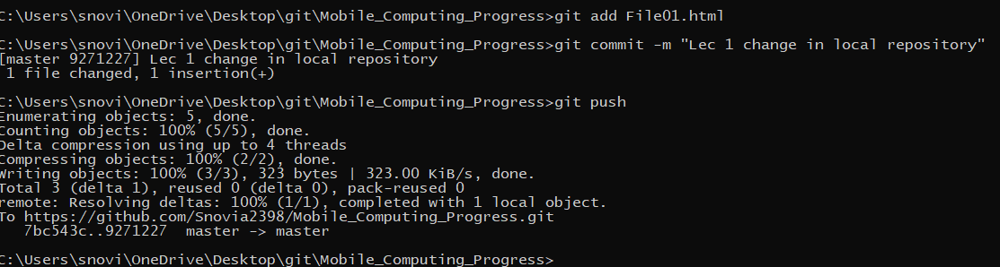 C:\Users\snovi\OneDrive\Desktop\git\Mobile_Computing_Progress>git add File01.html
C:\Users\snovi\OneDrive\Desktop\git\Mobile_Computing_Progress>git commit -m "Lec 1 change in local repository"
[master 9271227] Lec 1 change in local repository
 1 file changed, 1 insertion(+)
C:\Users\snovi\OneDrive\Desktop\git\Mobile_Computing_Progress>git push
Enumerating objects: 5, done.
Counting objects: 100% (5/5), done.
Delta compression using up to 4 threads
Compressing objects: 100% (2/2), done.
Writing objects: 100% (3/3), 323 bytes | 323.00 KiB/s, done.
Total 3 (delta 1), reused 0 (delta 0), pack-reused 0
remote: Resolving deltas: 100% (1/1), completed with 1 local object.
To https://github.com/Snovia2398/Mobile_Computing_Progress.git
   7bc543c..9271227  master -> master
C:\Users\snovi\OneDrive\Desktop\git\Mobile_Computing_Progress>